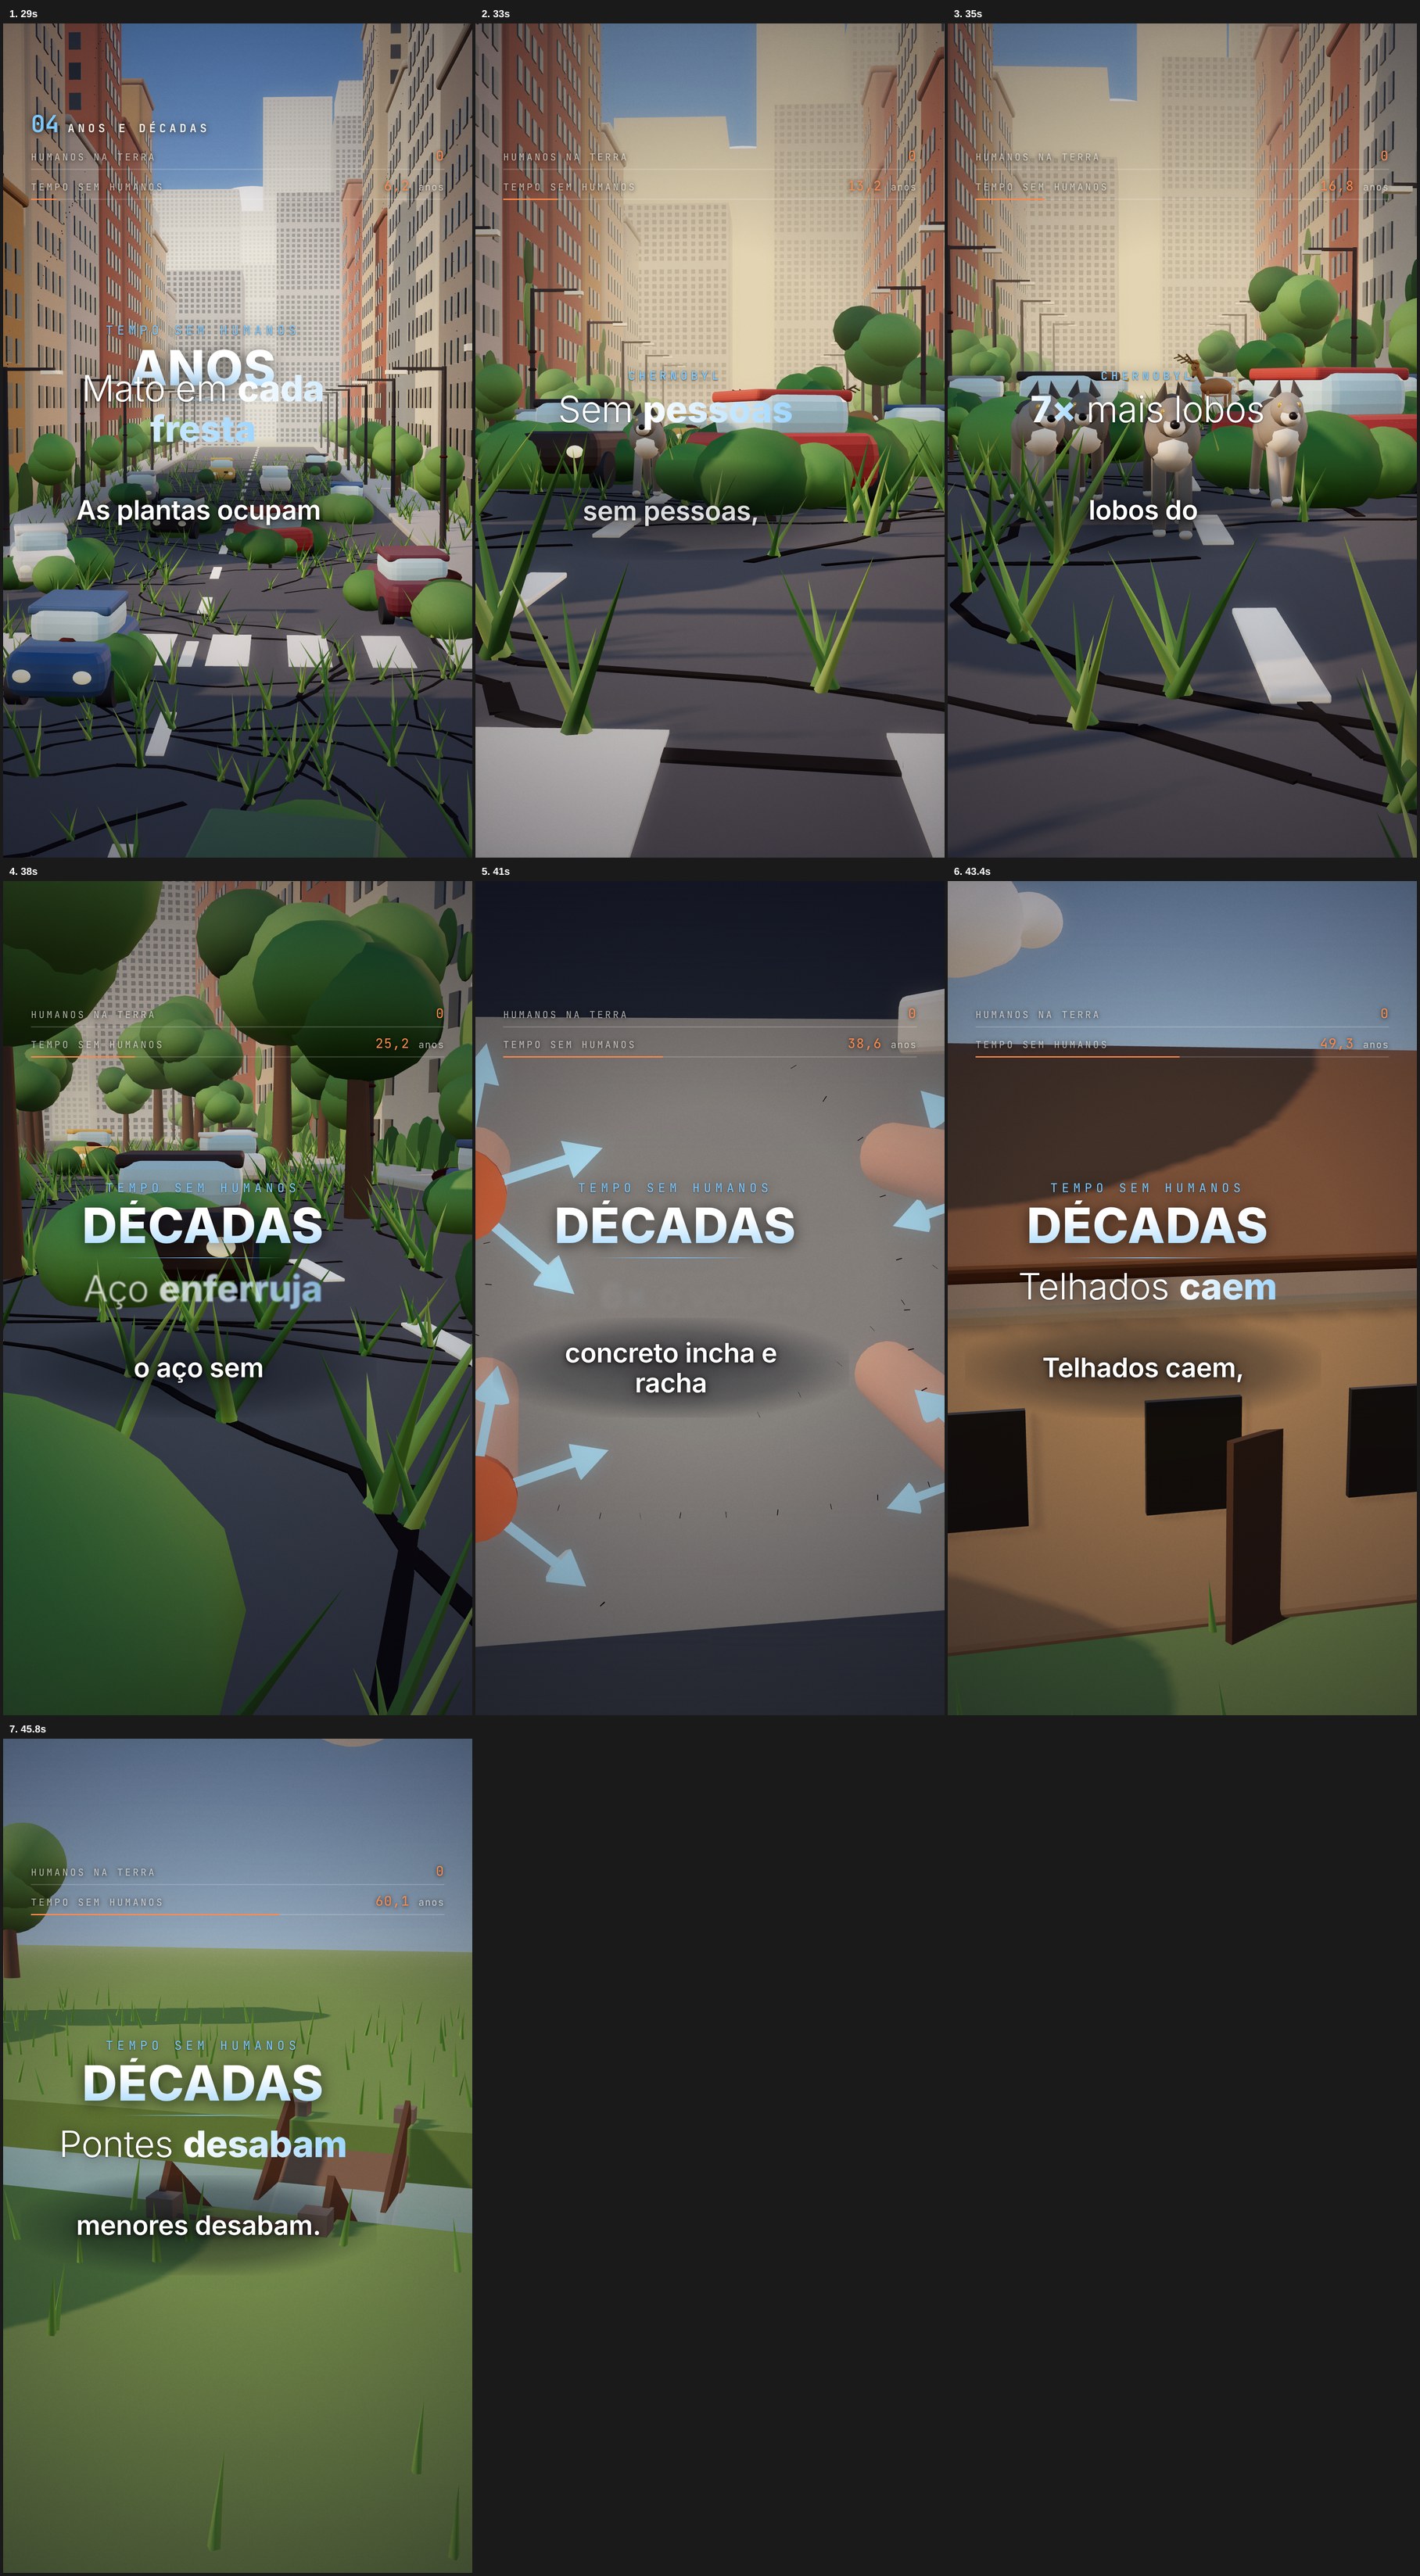 1. 29s
04 ANOS E DÉCADAS
HUMANOS NA TERRA 0
TEMPO SEM HUMANOS anos
TEMPO SEM HUMANOS
ANOS
Mato em cada
fresta
As plantas ocupam
2. 33s
HUMANOS NA TERRA 0
TEMPO SEM HUMANOS 13,2 anos
CHERNOBYL
Sem pessoas
sem pessoas,
3. 35s
HUMANOS NA TERRA 0
TEMPO SEM HUMANOS 16,8 anos
CHERNOBYL
7× mais lobos
lobos do
4. 38s
HUMANOS NA TERRA 0
TEMPO SEM HUMANOS 25,2 anos
TEMPO SEM HUMANOS
DÉCADAS
Aço enferruja
o aço sem
5. 41s
HUMANOS NA TERRA 0
TEMPO SEM HUMANOS 38,6 anos
TEMPO SEM HUMANOS
DÉCADAS
concreto incha e
racha
6. 43.4s
HUMANOS NA TERRA 0
TEMPO SEM HUMANOS 49,3 anos
TEMPO SEM HUMANOS
DÉCADAS
Telhados caem
Telhados caem,
7. 45.8s
HUMANOS NA TERRA 0
TEMPO SEM HUMANOS 60,1 anos
TEMPO SEM HUMANOS
DÉCADAS
Pontes desabam
menores desabam.